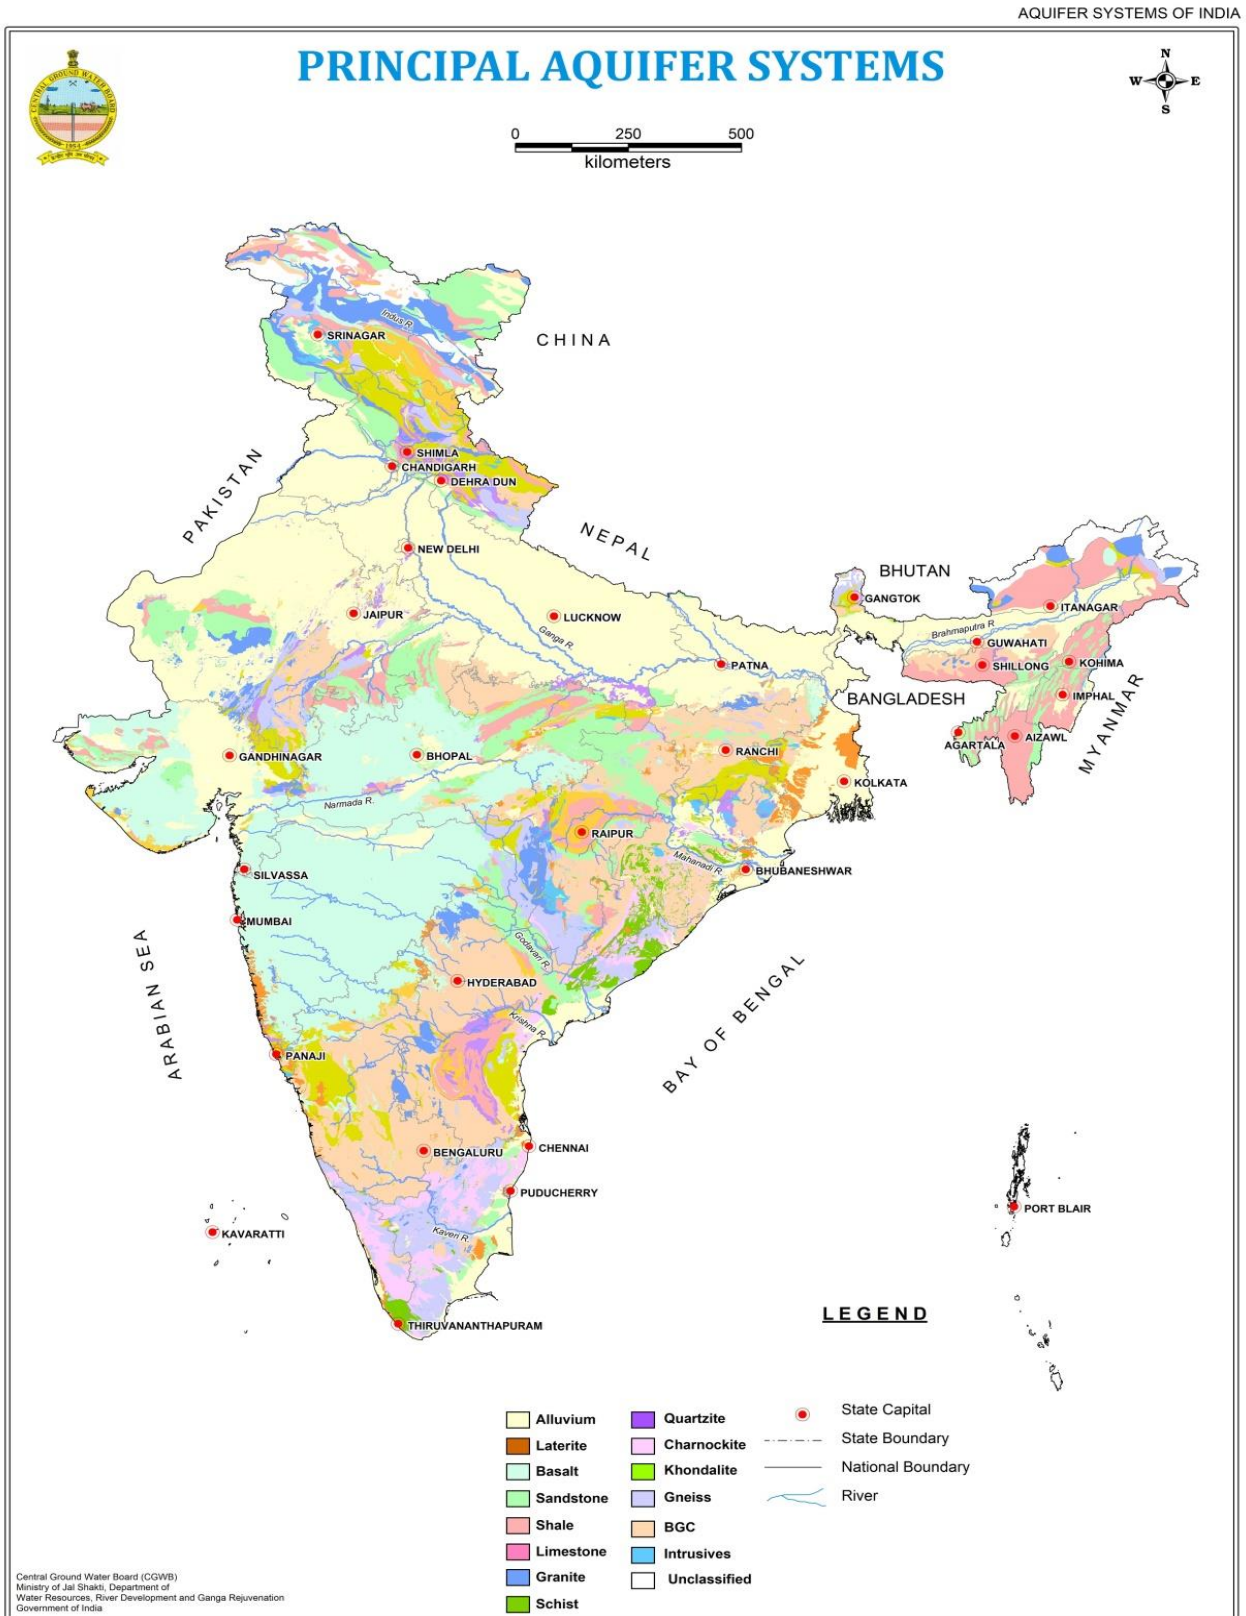 AQUIFER SYSTEMS OF INDIA
PRINCIPAL AQUIFER SYSTEMS
CENTRAL GROUND WATER BOARD
N
W E
S
0 250 500
kilometers
CHINA
Indus R.
SRINAGAR
PAKISTAN
SHIMLA
CHANDIGARH
DEHRA DUN
NEPAL
NEW DELHI
BHUTAN
GANGTOK
JAIPUR
LUCKNOW
ITANAGAR
Ganga R.
Brahmaputra R
GUWAHATI
PATNA
SHILLONG
KOHIMA
BANGLADESH
IMPHAL
MYANMAR
GANDHINAGAR
BHOPAL
RANCHI
AGARTALA
AIZAWL
KOLKATA
Narmada R.
RAIPUR
Mahanadi R.
SILVASSA
BHUBANESHWAR
MUMBAI
ARABIAN SEA
Godavari R.
HYDERABAD
BAY OF BENGAL
Krishna R.
PANAJI
CHENNAI
BENGALURU
PUDUCHERRY
KAVARATTI
Kaveri R.
PORT BLAIR
THIRUVANANTHAPURAM
LEGEND
Alluvium
Laterite
Basalt
Sandstone
Shale
Limestone
Granite
Schist
Quartzite
Charnockite
Khondalite
Gneiss
BGC
Intrusives
Unclassified
State Capital
State Boundary
National Boundary
River
Central Ground Water Board (CGWB)
Ministry of Jal Shakti, Department of
Water Resources, River Development and Ganga Rejuvenation
Government of India